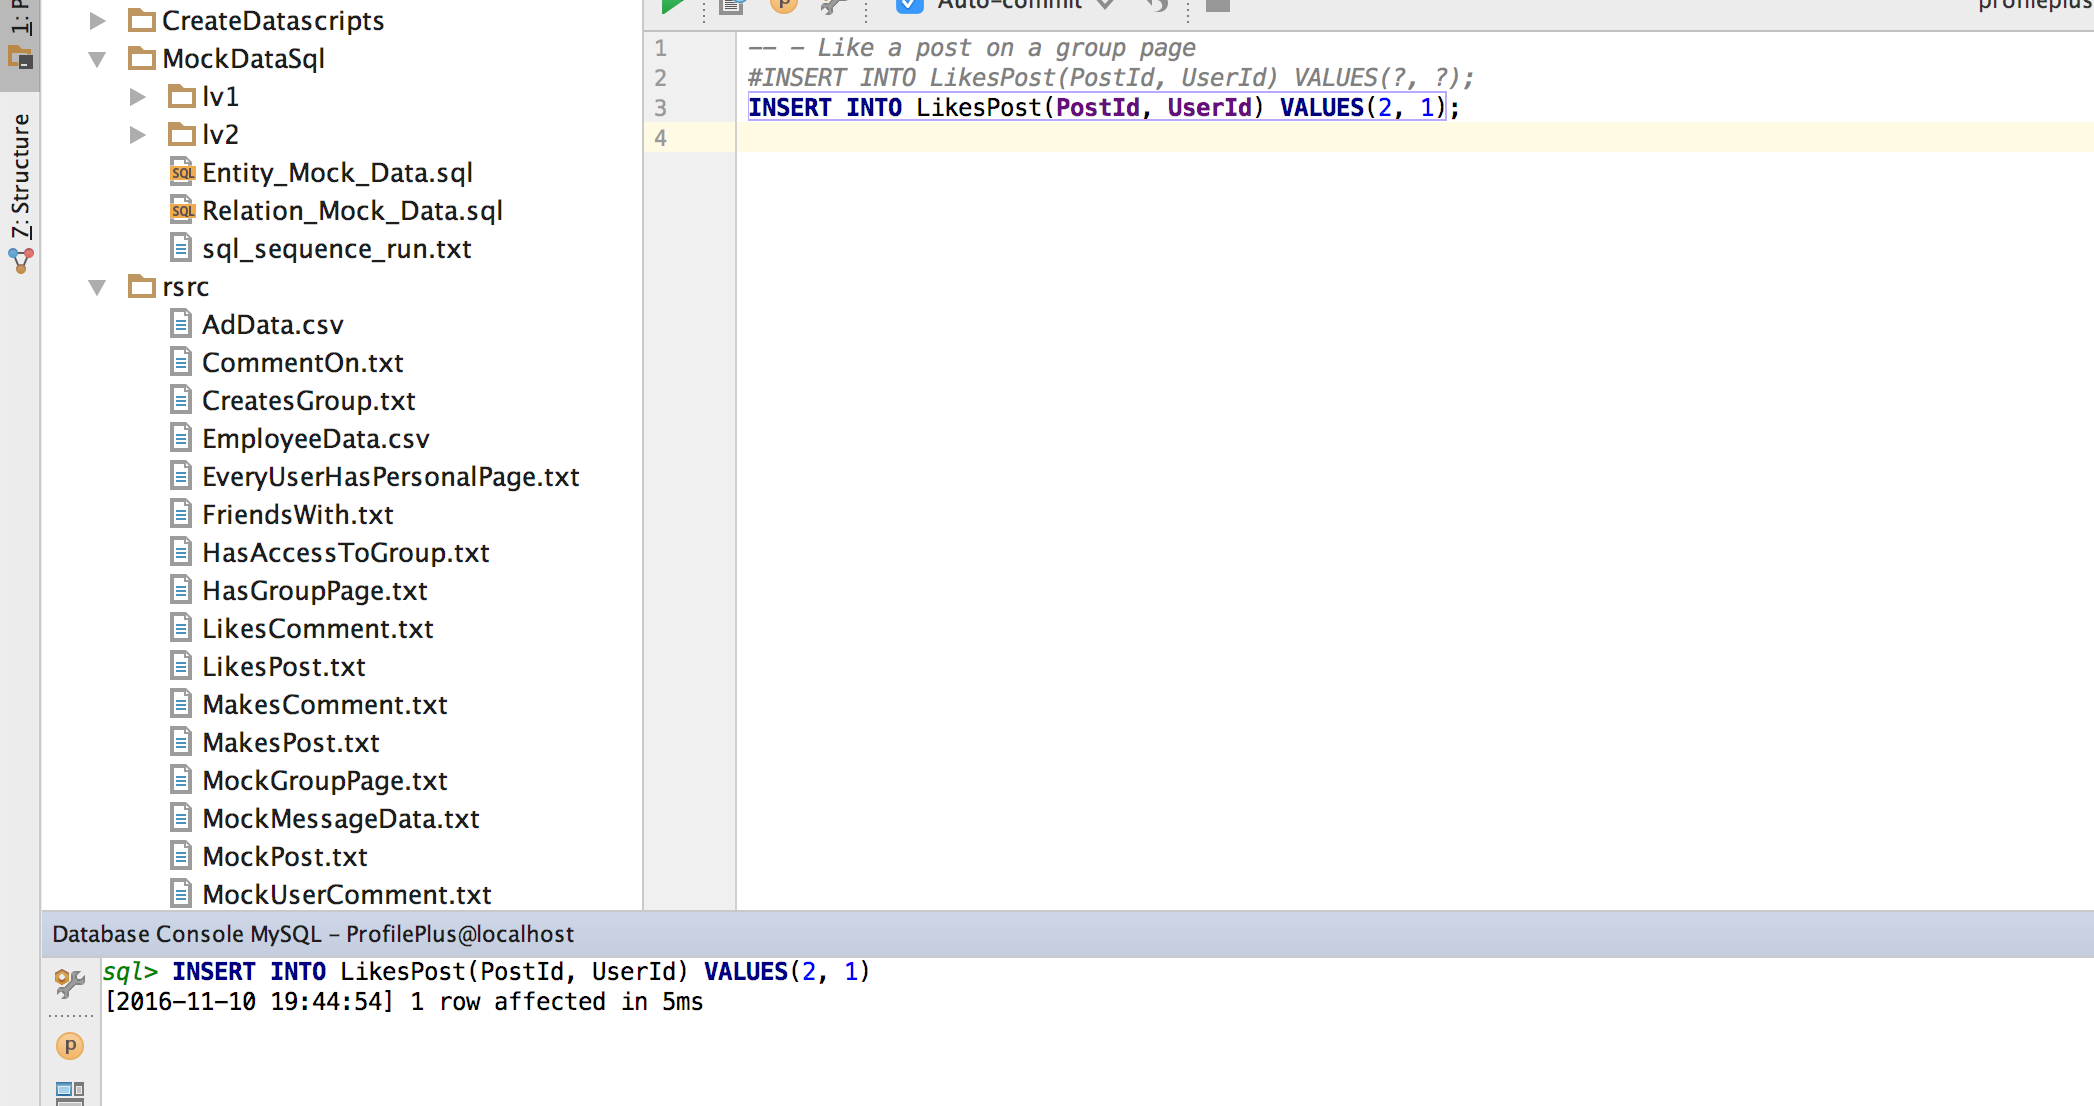 1: P
7: Structure
CreateDatascripts
MockDataSql
lv1
lv2
SQL Entity_Mock_Data.sql
SQL Relation_Mock_Data.sql
sql_sequence_run.txt
rsrc
AdData.csv
CommentOn.txt
CreatesGroup.txt
EmployeeData.csv
EveryUserHasPersonalPage.txt
FriendsWith.txt
HasAccessToGroup.txt
HasGroupPage.txt
LikesComment.txt
LikesPost.txt
MakesComment.txt
MakesPost.txt
MockGroupPage.txt
MockMessageData.txt
MockPost.txt
MockUserComment.txt
p Auto-commit profileplus
1 -- - Like a post on a group page
2 #INSERT INTO LikesPost(PostId, UserId) VALUES(?, ?);
3 INSERT INTO LikesPost(PostId, UserId) VALUES(2, 1);
4
Database Console MySQL - ProfilePlus@localhost
sql> INSERT INTO LikesPost(PostId, UserId) VALUES(2, 1)
[2016-11-10 19:44:54] 1 row affected in 5ms
p